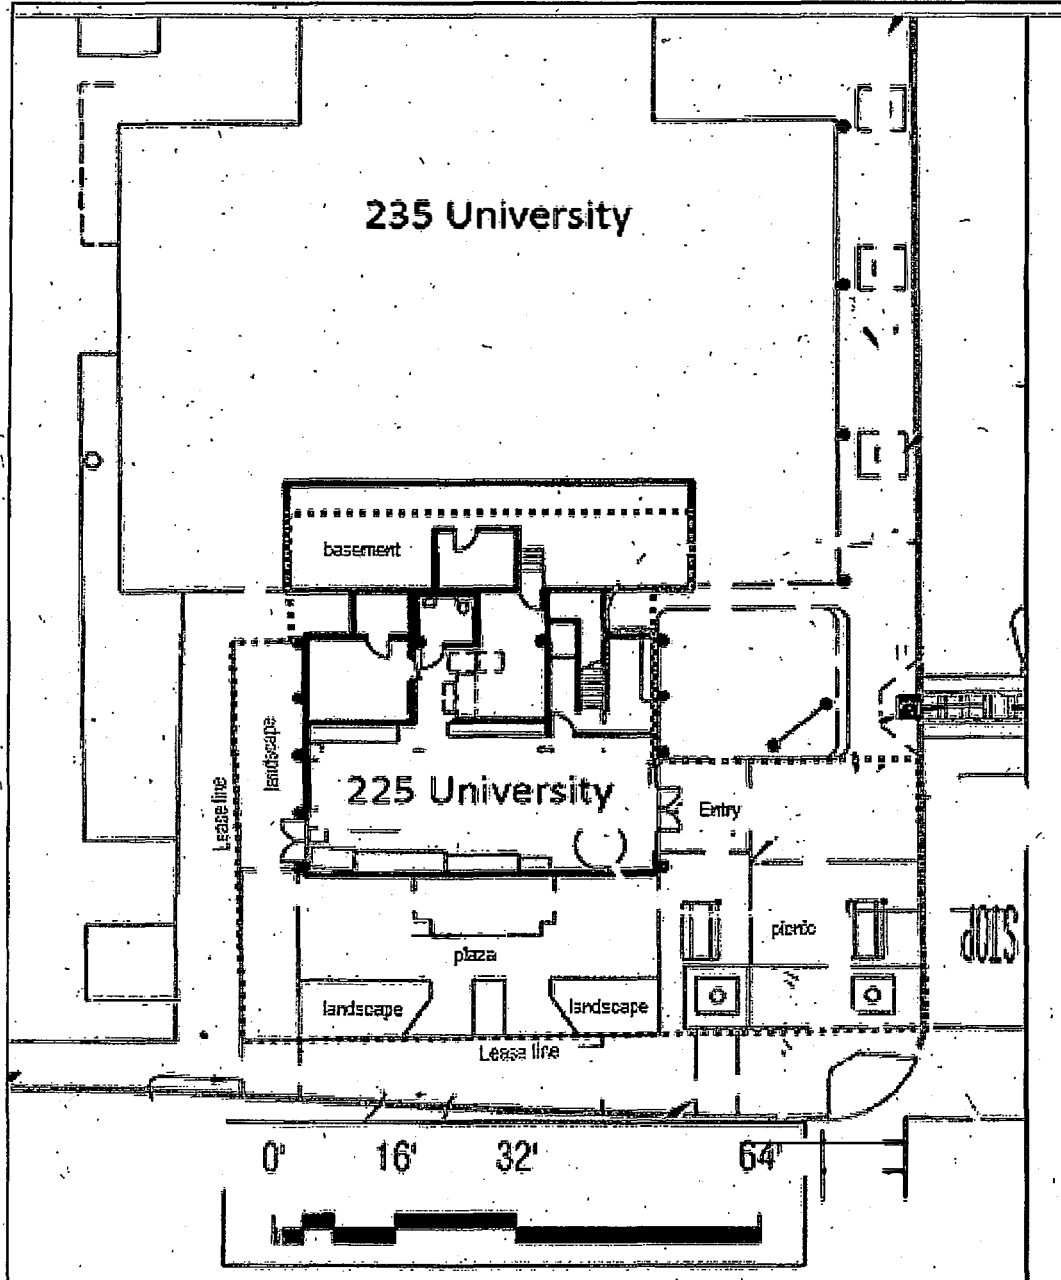 235 University
basement
landscape
Lease line
225 University
Entry
picnic
STOP
plaza
landscape
landscape
Lease line
0' 16' 32' 64'